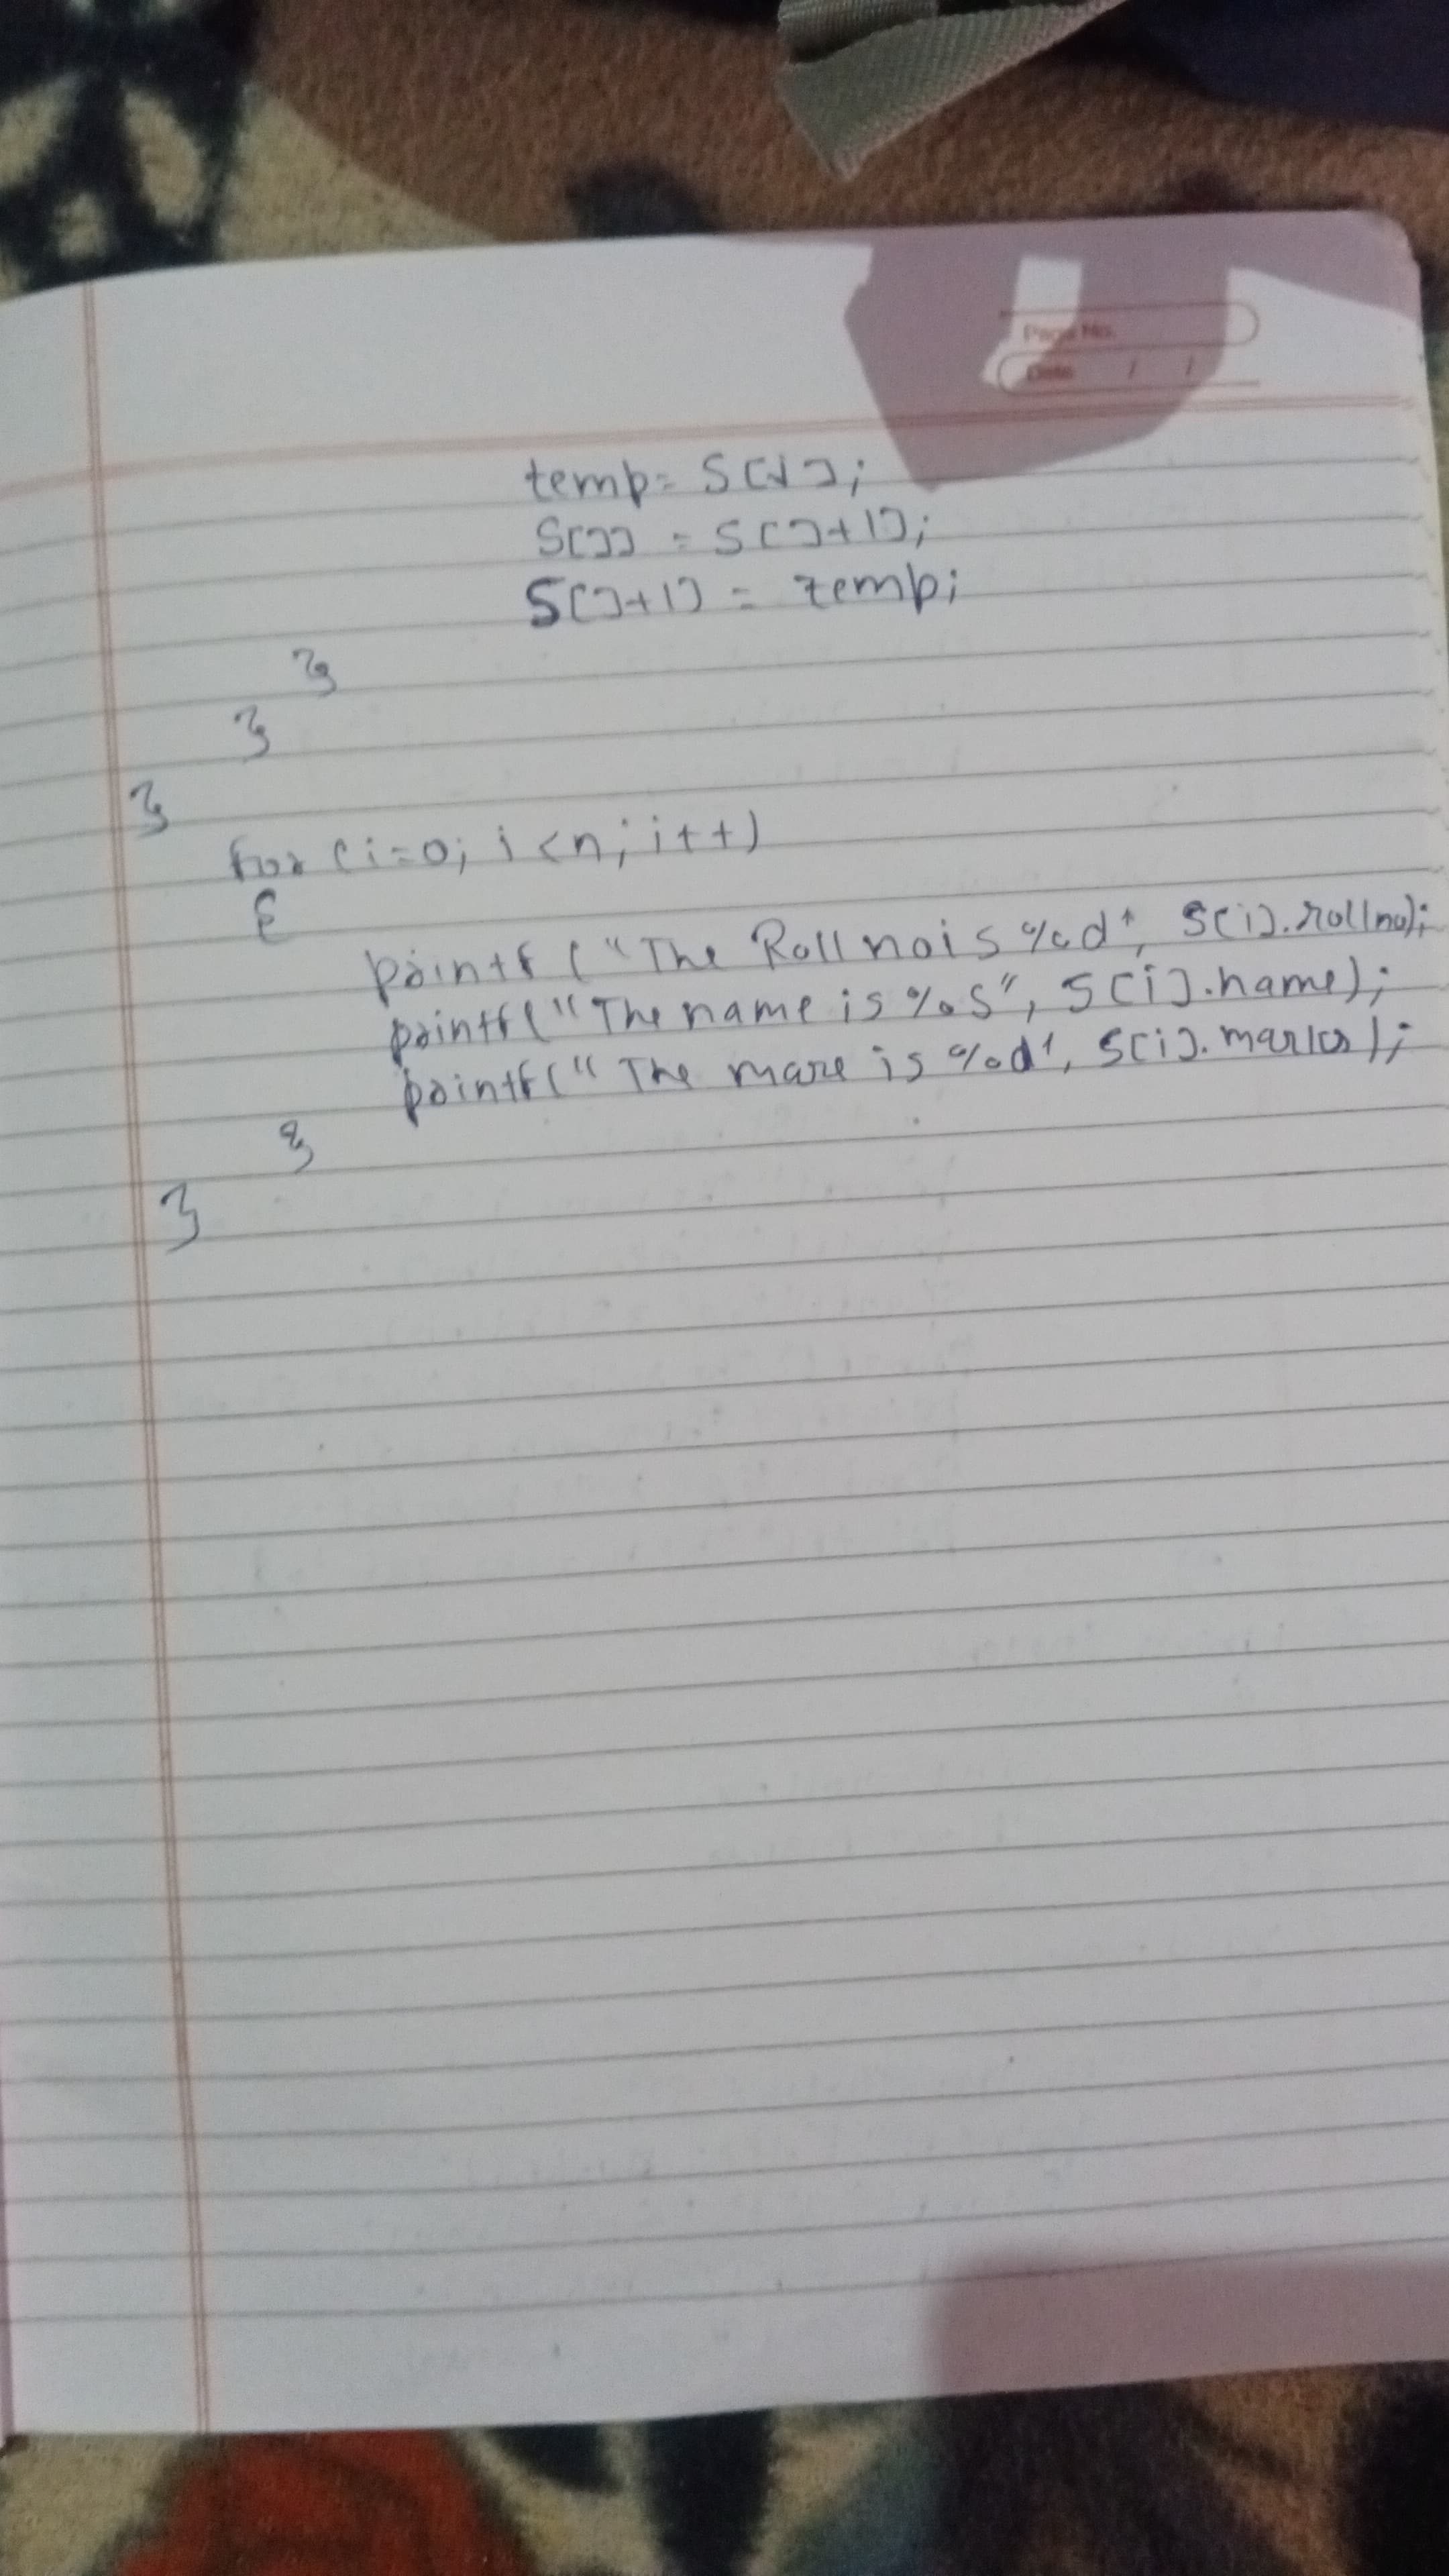 Page No.
Date / /
temp = S[J];
S[J] = S[J+1];
S[J+1] = temp;
}
}
}
for (i=0; i<n; i++)
{
printf ("The Roll no is %d", S[i].rollno);
printf("The name is %s", S[i].name);
printf("The mare is %d", S[i].marks);
}
}